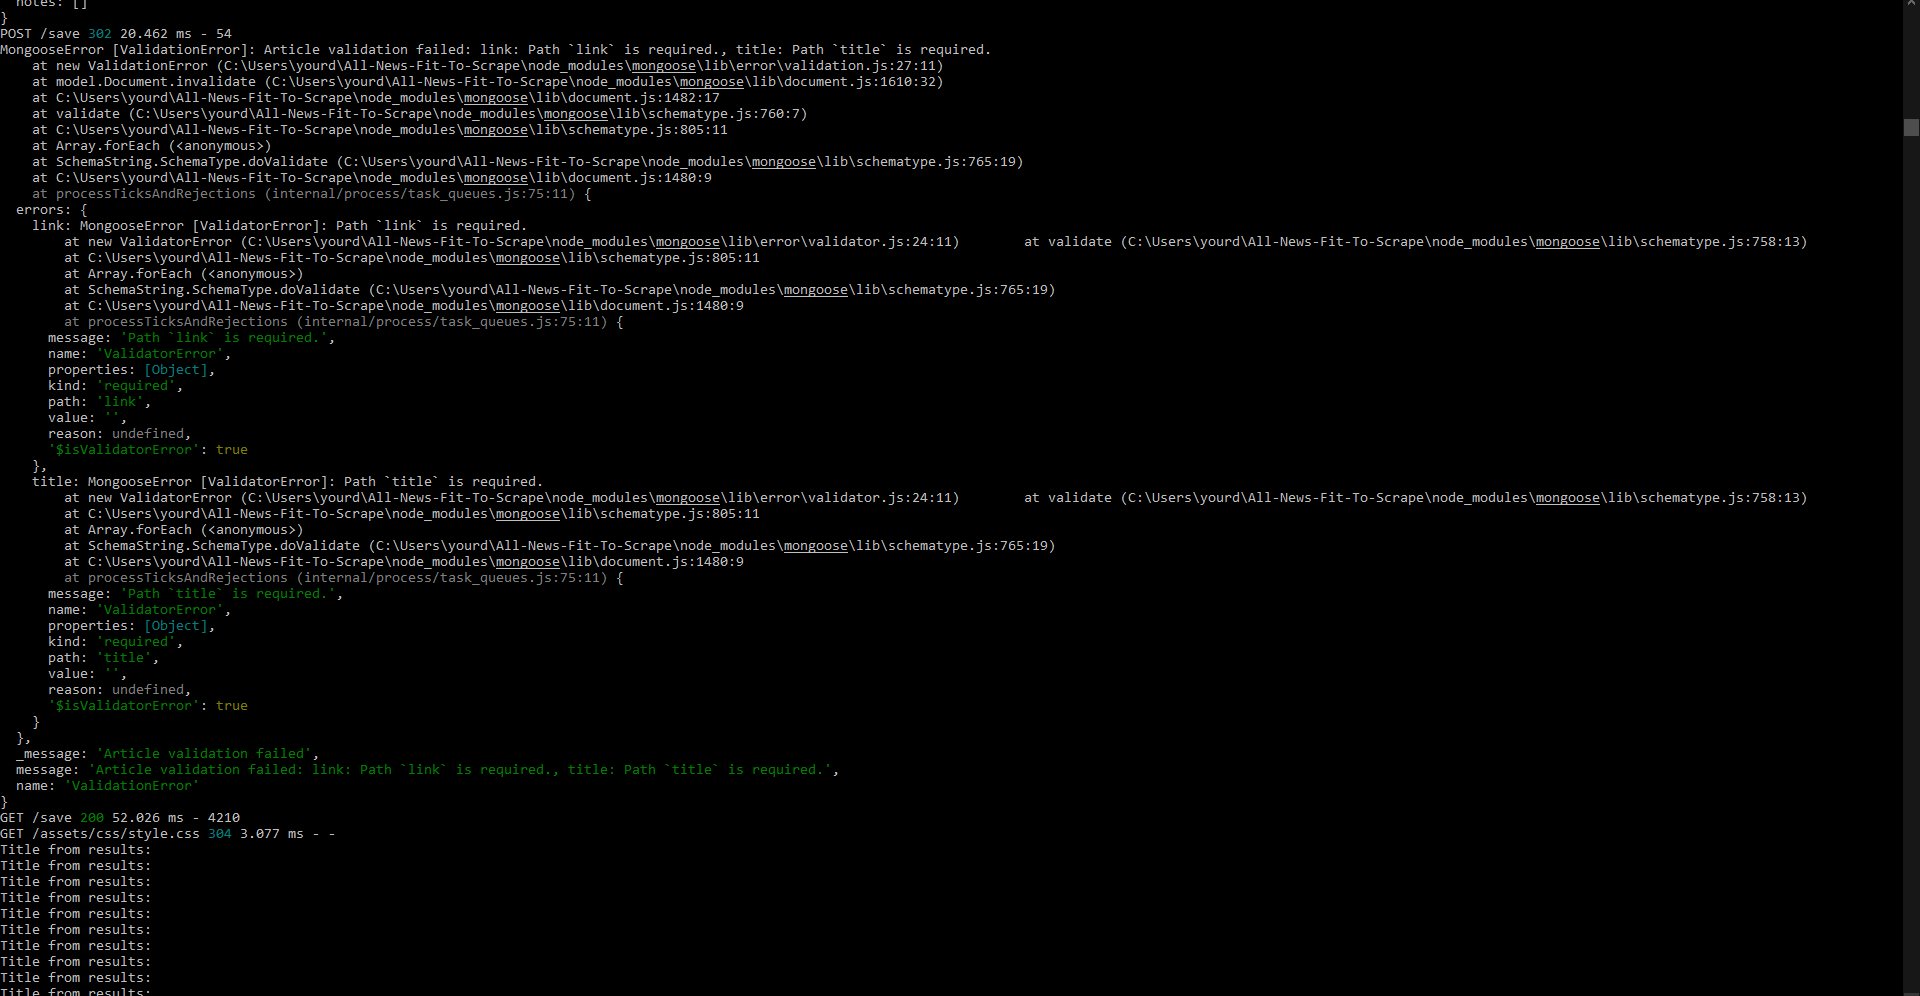 notes: []
}
POST /save 302 20.462 ms - 54
MongooseError [ValidationError]: Article validation failed: link: Path `link` is required., title: Path `title` is required.
    at new ValidationError (C:\Users\yourd\All-News-Fit-To-Scrape\node_modules\mongoose\lib\error\validation.js:27:11)
    at model.Document.invalidate (C:\Users\yourd\All-News-Fit-To-Scrape\node_modules\mongoose\lib\document.js:1610:32)
    at C:\Users\yourd\All-News-Fit-To-Scrape\node_modules\mongoose\lib\document.js:1482:17
    at validate (C:\Users\yourd\All-News-Fit-To-Scrape\node_modules\mongoose\lib\schematype.js:760:7)
    at C:\Users\yourd\All-News-Fit-To-Scrape\node_modules\mongoose\lib\schematype.js:805:11
    at Array.forEach (<anonymous>)
    at SchemaString.SchemaType.doValidate (C:\Users\yourd\All-News-Fit-To-Scrape\node_modules\mongoose\lib\schematype.js:765:19)
    at C:\Users\yourd\All-News-Fit-To-Scrape\node_modules\mongoose\lib\document.js:1480:9
    at processTicksAndRejections (internal/process/task_queues.js:75:11) {
  errors: {
    link: MongooseError [ValidatorError]: Path `link` is required.
        at new ValidatorError (C:\Users\yourd\All-News-Fit-To-Scrape\node_modules\mongoose\lib\error\validator.js:24:11)        at validate (C:\Users\yourd\All-News-Fit-To-Scrape\node_modules\mongoose\lib\schematype.js:758:13)
        at C:\Users\yourd\All-News-Fit-To-Scrape\node_modules\mongoose\lib\schematype.js:805:11
        at Array.forEach (<anonymous>)
        at SchemaString.SchemaType.doValidate (C:\Users\yourd\All-News-Fit-To-Scrape\node_modules\mongoose\lib\schematype.js:765:19)
        at C:\Users\yourd\All-News-Fit-To-Scrape\node_modules\mongoose\lib\document.js:1480:9
        at processTicksAndRejections (internal/process/task_queues.js:75:11) {
      message: 'Path `link` is required.',
      name: 'ValidatorError',
      properties: [Object],
      kind: 'required',
      path: 'link',
      value: '',
      reason: undefined,
      '$isValidatorError': true
    },
    title: MongooseError [ValidatorError]: Path `title` is required.
        at new ValidatorError (C:\Users\yourd\All-News-Fit-To-Scrape\node_modules\mongoose\lib\error\validator.js:24:11)        at validate (C:\Users\yourd\All-News-Fit-To-Scrape\node_modules\mongoose\lib\schematype.js:758:13)
        at C:\Users\yourd\All-News-Fit-To-Scrape\node_modules\mongoose\lib\schematype.js:805:11
        at Array.forEach (<anonymous>)
        at SchemaString.SchemaType.doValidate (C:\Users\yourd\All-News-Fit-To-Scrape\node_modules\mongoose\lib\schematype.js:765:19)
        at C:\Users\yourd\All-News-Fit-To-Scrape\node_modules\mongoose\lib\document.js:1480:9
        at processTicksAndRejections (internal/process/task_queues.js:75:11) {
      message: 'Path `title` is required.',
      name: 'ValidatorError',
      properties: [Object],
      kind: 'required',
      path: 'title',
      value: '',
      reason: undefined,
      '$isValidatorError': true
    }
  },
  _message: 'Article validation failed',
  message: 'Article validation failed: link: Path `link` is required., title: Path `title` is required.',
  name: 'ValidationError'
}
GET /save 200 52.026 ms - 4210
GET /assets/css/style.css 304 3.077 ms - -
Title from results:
Title from results:
Title from results:
Title from results:
Title from results:
Title from results:
Title from results:
Title from results:
Title from results:
Title from results: